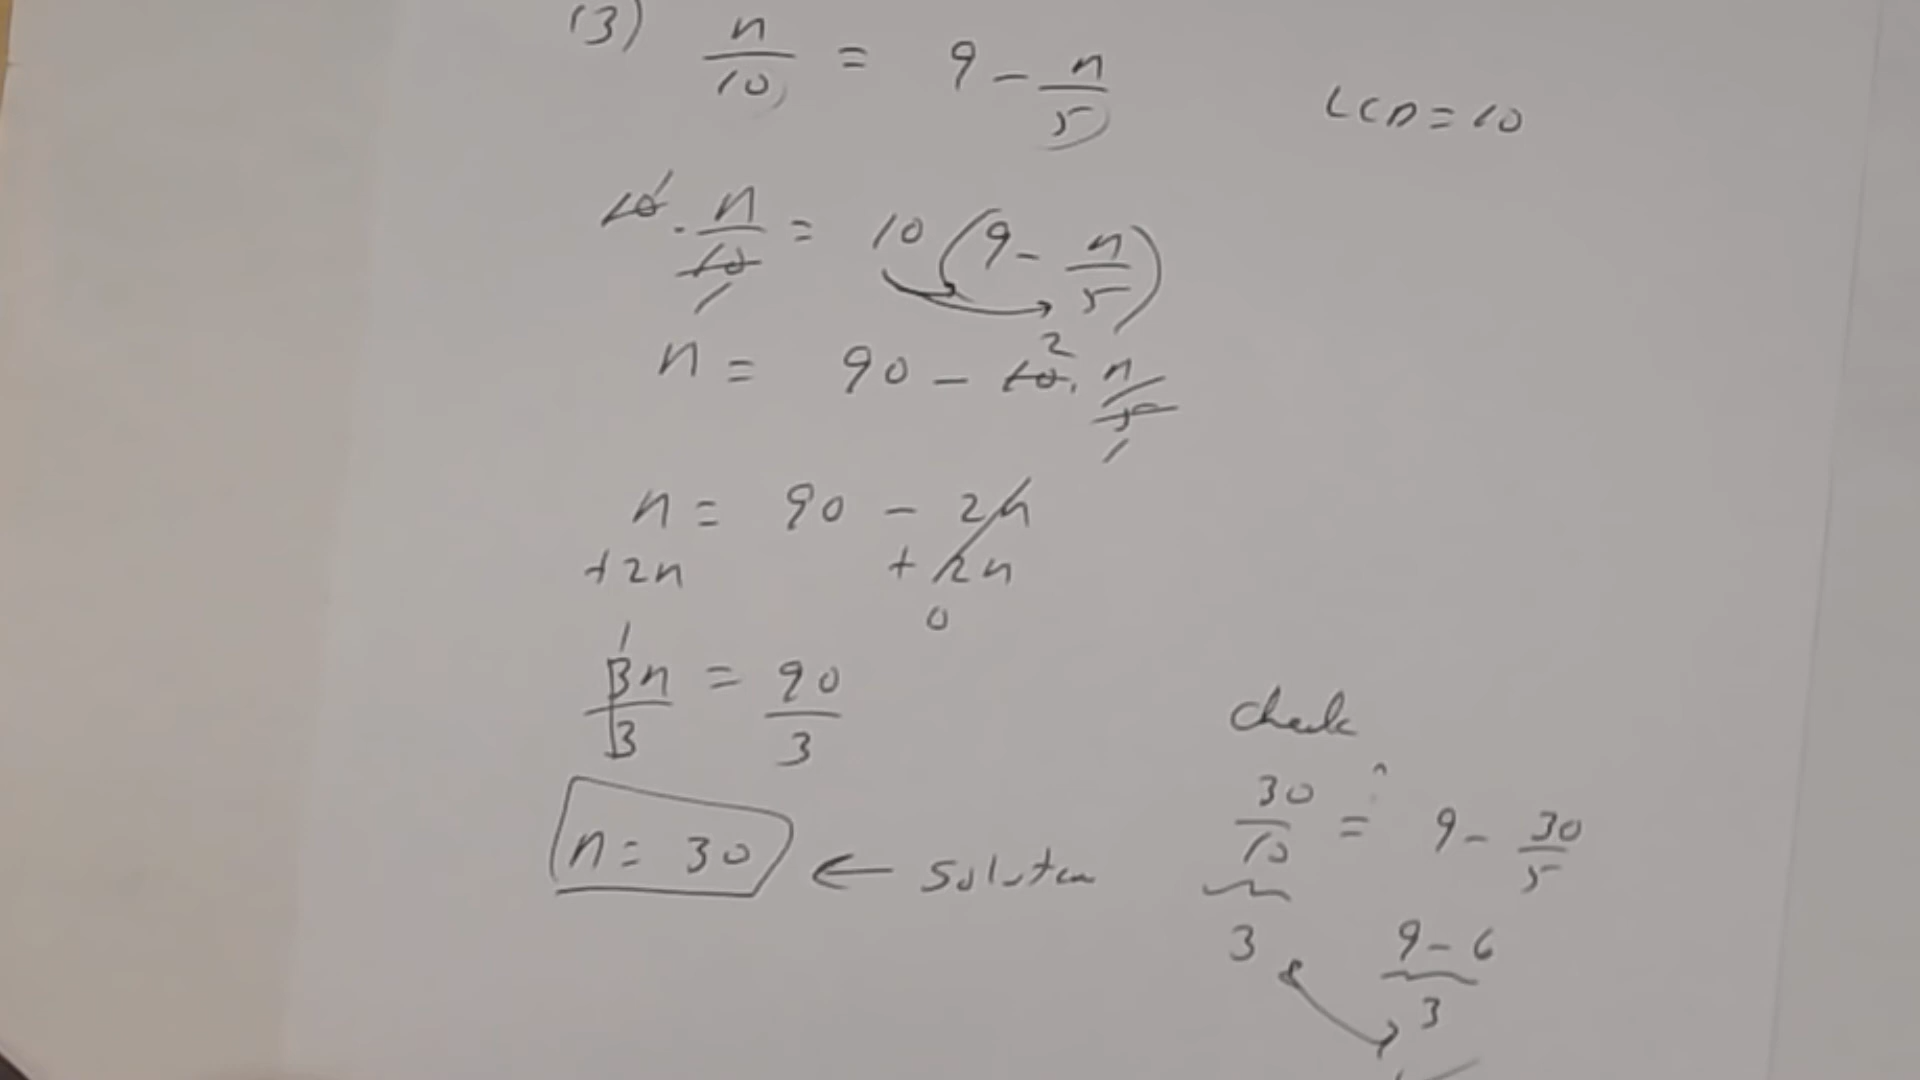 (3) n/10 = 9 - n/5
LCD = 10
10 · n/10 = 10 (9 - n/5)
n = 90 - 10 · n/5
n = 90 - 2n
+2n + 2n
0
3n/3 = 90/3
n = 30 ← Solution
check
30/10 = 9 - 30/5
3 9 - 6
3